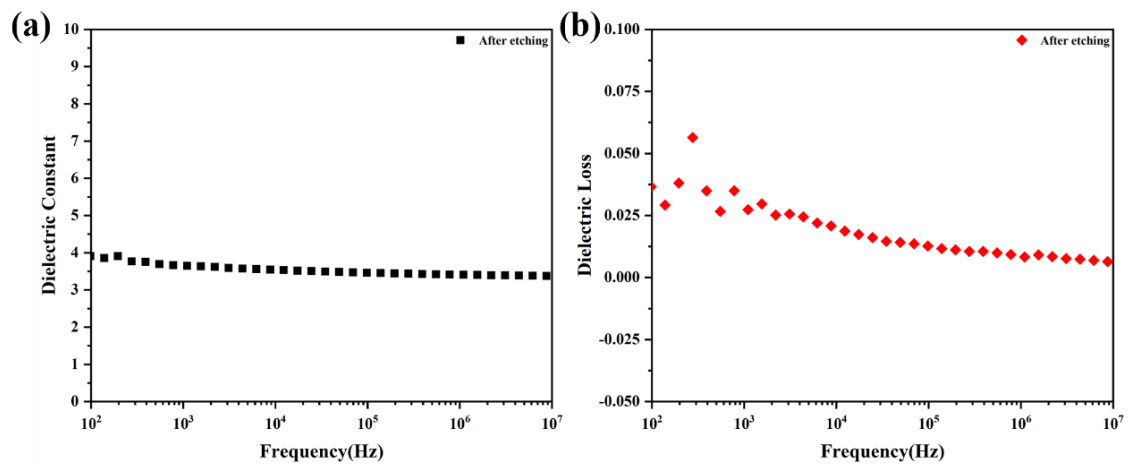 (a)
After etching
10
9
8
7
6
5
4
3
2
1
0
Dielectric Constant
10² 10³ 10⁴ 10⁵ 10⁶ 10⁷
Frequency(Hz)
(b)
After etching
0.100
0.075
0.050
0.025
0.000
-0.025
-0.050
Dielectric Loss
10² 10³ 10⁴ 10⁵ 10⁶ 10⁷
Frequency(Hz)